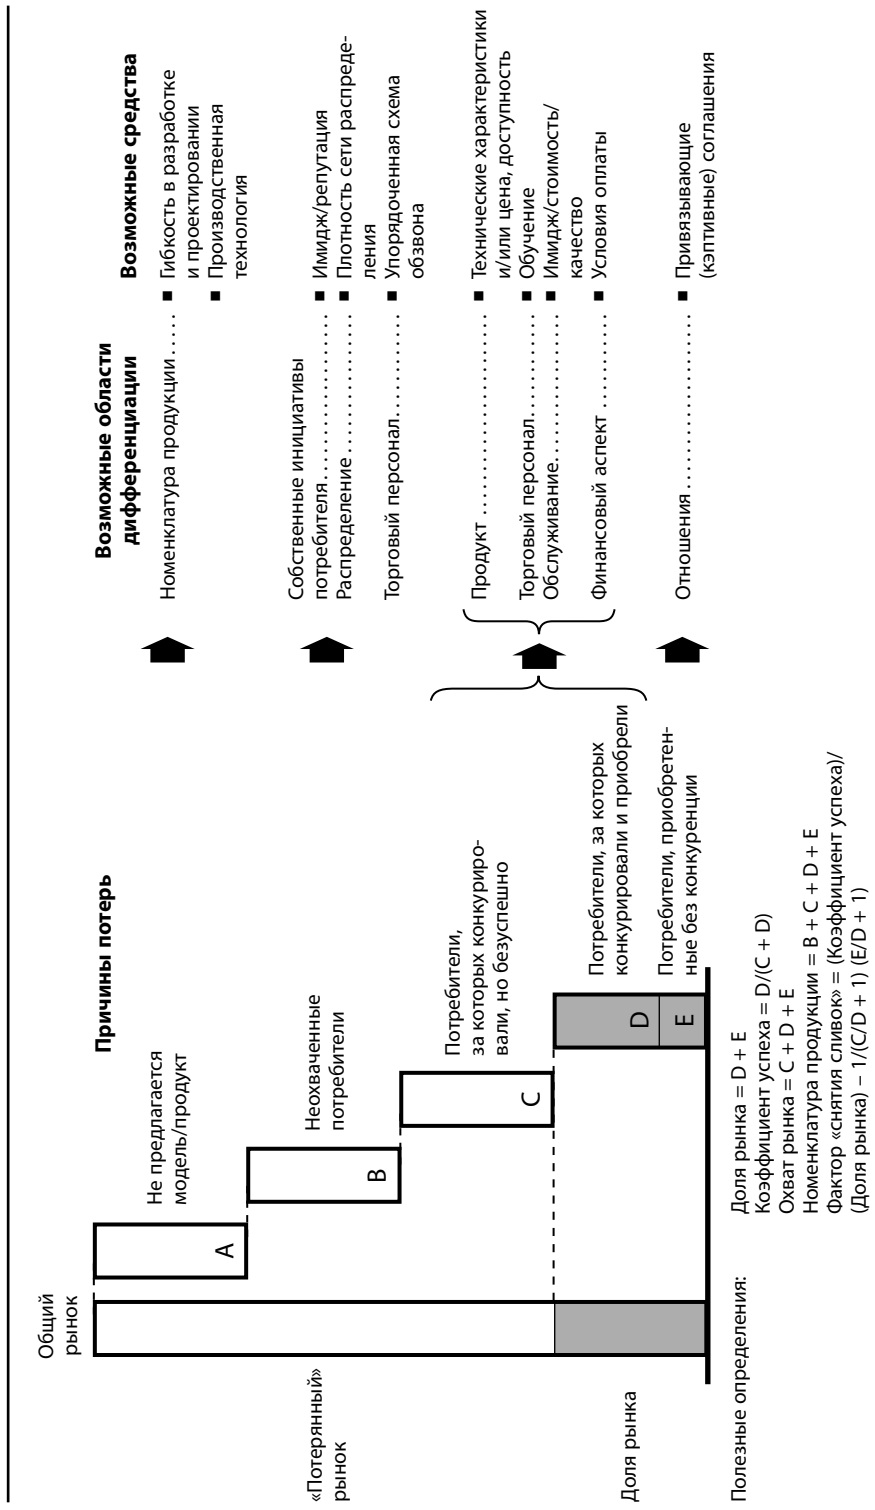 Причины потерь
Возможные области
дифференциации
Возможные средства
Общий
рынок
«Потерянный»
рынок
Доля рынка
A
Не предлагается
модель/продукт
Номенклатура продукции.....
■ Гибкость в разработке
и проектировании
■ Производственная
технология
B
Неохваченные
потребители
Собственные инициативы
потребителя....................
■ Имидж/репутация
Распределение....................
■ Плотность сети распреде-
ления
Торговый персонал............
■ Упорядоченная схема
обзвона
C
Потребители,
за которых конкуриро-
вали, но безуспешно
D
Потребители, за которых
конкурировали и приобрели
Продукт ........................
■ Технические характеристики
и/или цена, доступность
Торговый персонал............
■ Обучение
Обслуживание....................
■ Имидж/стоимость/
качество
Финансовый аспект ............
■ Условия оплаты
E
Потребители, приобретен-
ные без конкуренции
Отношения........................
■ Привязывающие
(кэптивные) соглашения
Полезные определения:
Доля рынка = D + E
Коэффициент успеха = D/(C + D)
Охват рынка = C + D + E
Номенклатура продукции = B + C + D + E
Фактор «снятия сливок» = (Коэффициент успеха)/
(Доля рынка) − 1/(C/D + 1) (E/D + 1)